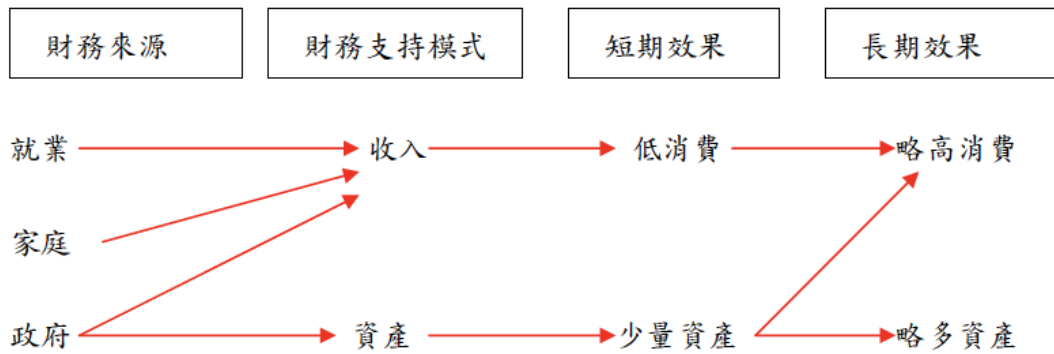 財務來源 財務支持模式 短期效果 長期效果
就業 收入 低消費 略高消費
家庭
政府 資產 少量資產 略多資產